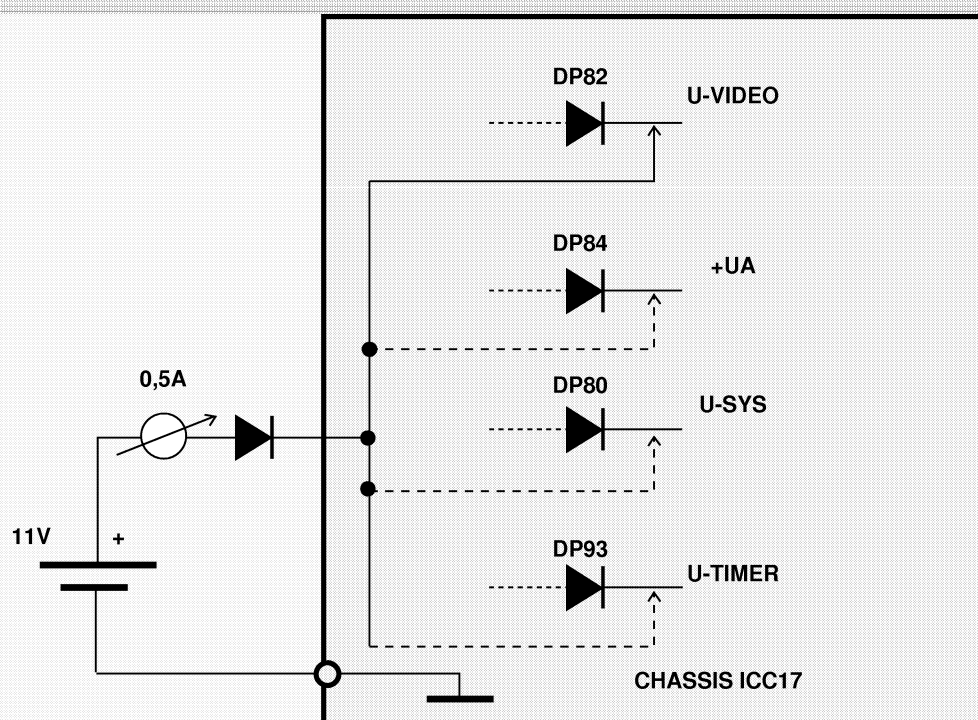 DP82
U-VIDEO
DP84
+UA
0,5A
DP80
U-SYS
11V
+
DP93
U-TIMER
CHASSIS ICC17